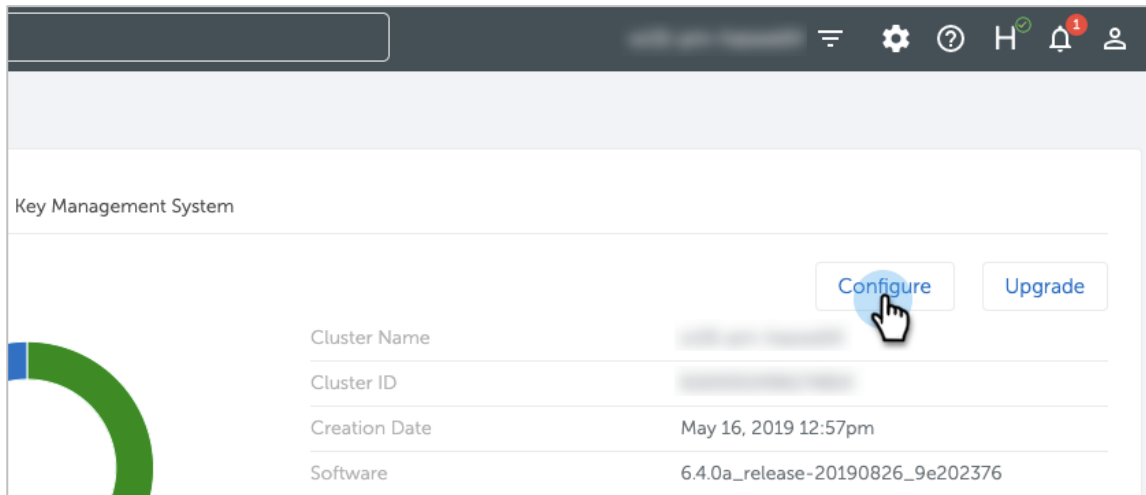 H
1
Key Management System
Configure
Upgrade
Cluster Name
Cluster ID
Creation Date
May 16, 2019 12:57pm
Software
6.4.0a_release-20190826_9e202376